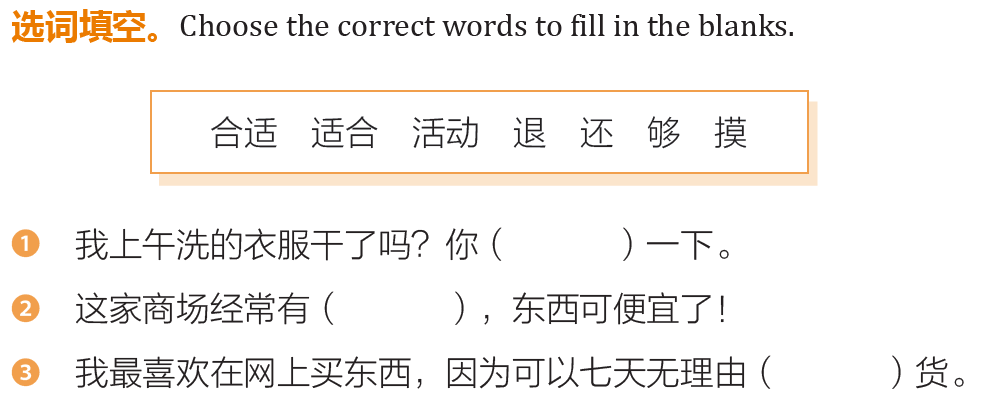 选词填空。Choose the correct words to fill in the blanks.
合适 适合 活动 退 还 够 摸
1 我上午洗的衣服干了吗？你（ ）一下。
2 这家商场经常有（ ），东西可便宜了！
3 我最喜欢在网上买东西，因为可以七天无理由（ ）货。